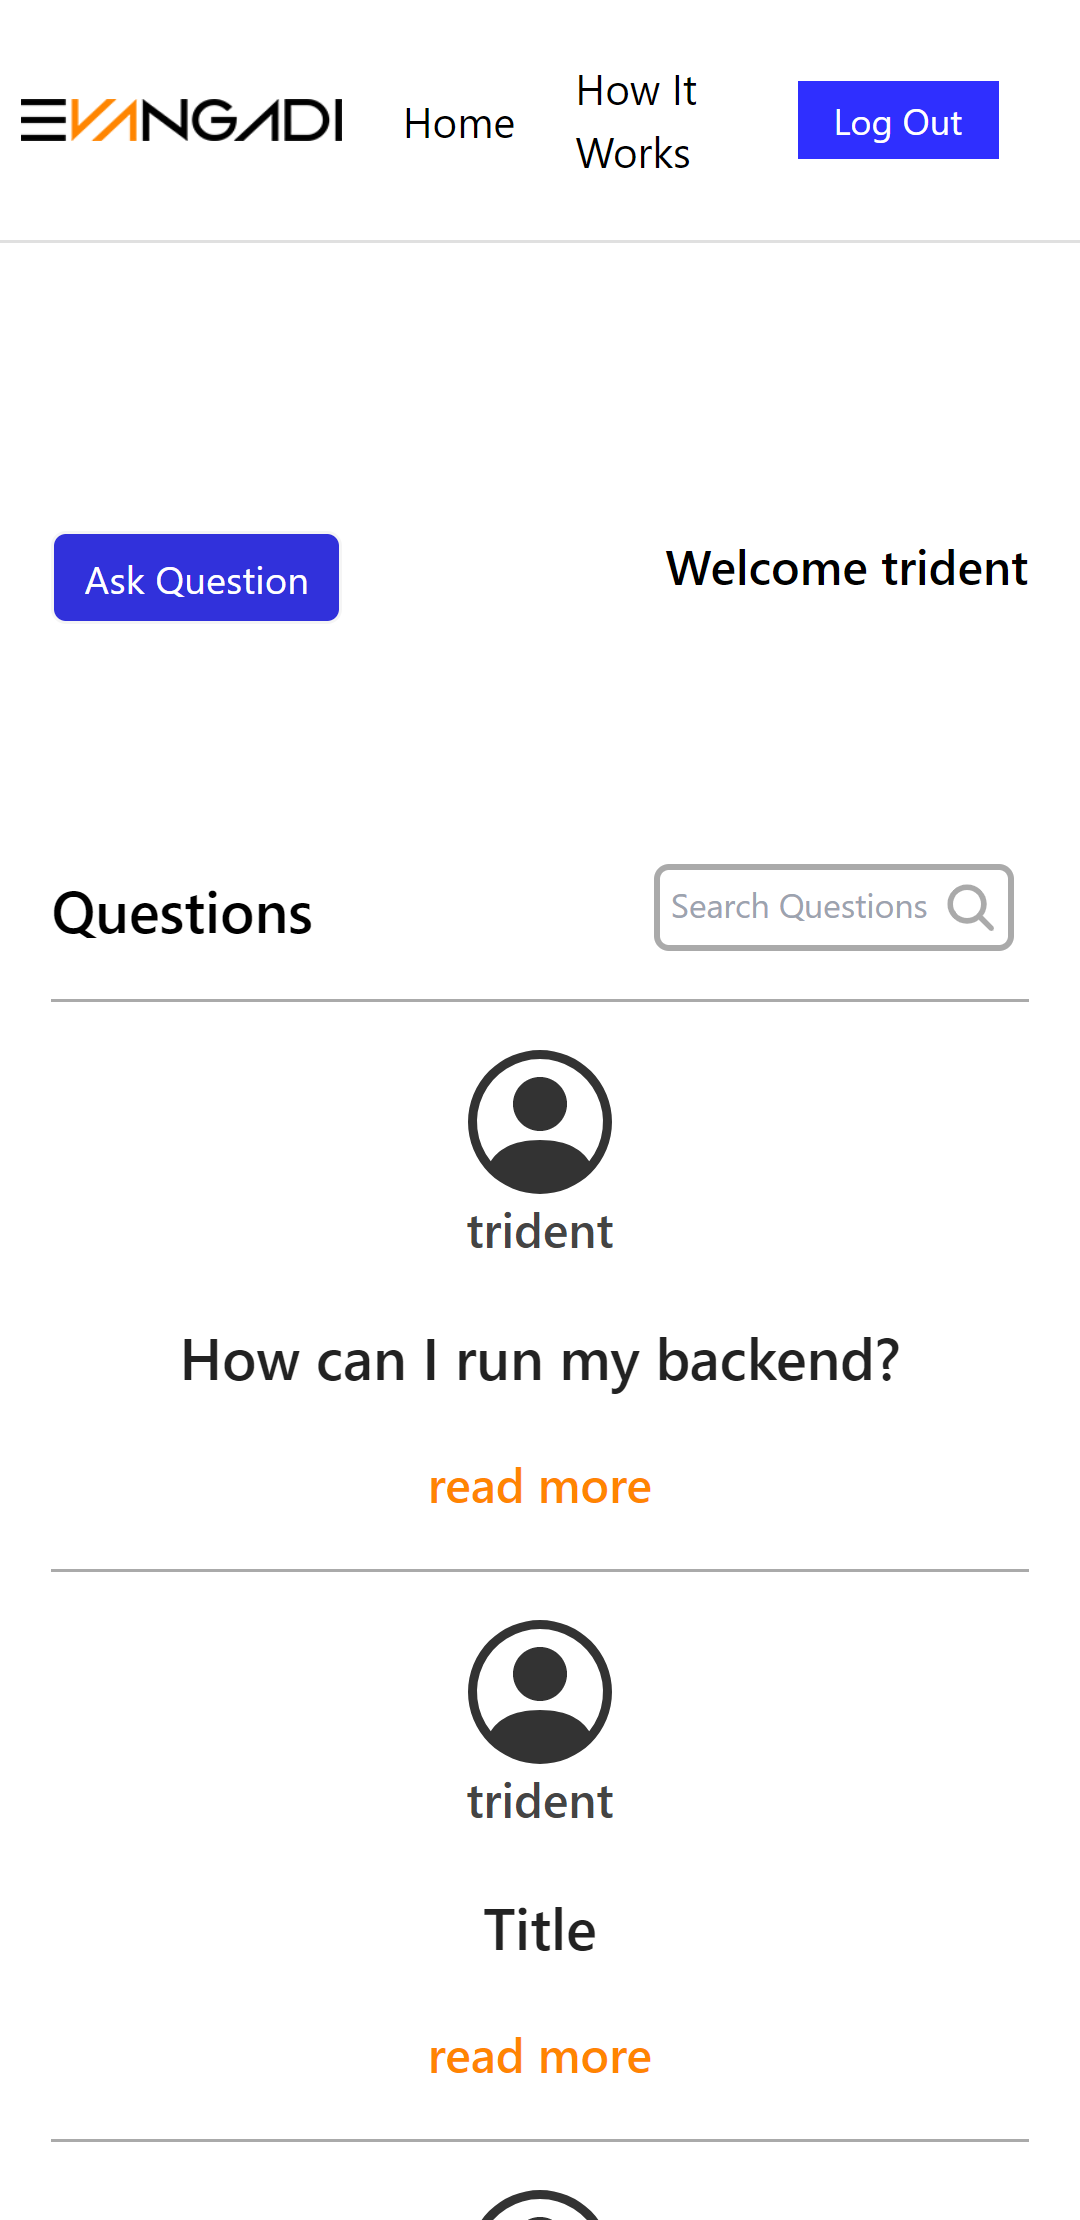 EVANGADI
Home
How It
Works
Log Out
Ask Question
Welcome trident
Questions
Search Questions
trident
How can I run my backend?
read more
trident
Title
read more